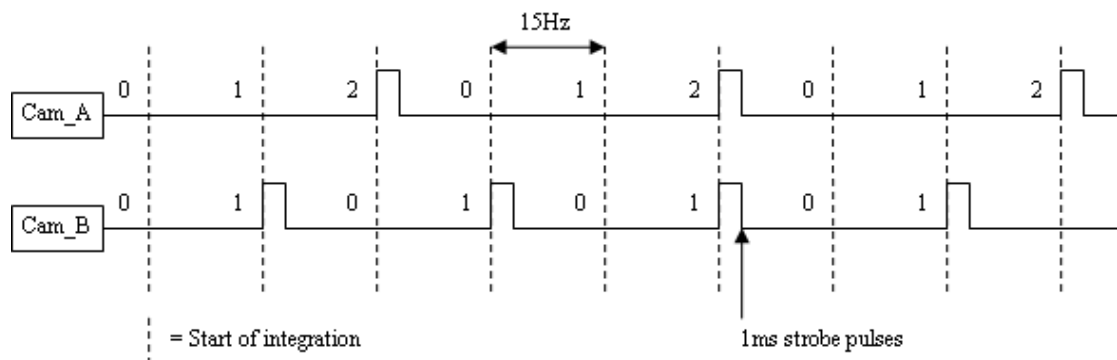 15Hz
0 1 2 0 1 2 0 1 2
Cam_A
0 1 0 1 0 1 0 1
Cam_B
= Start of integration
1ms strobe pulses